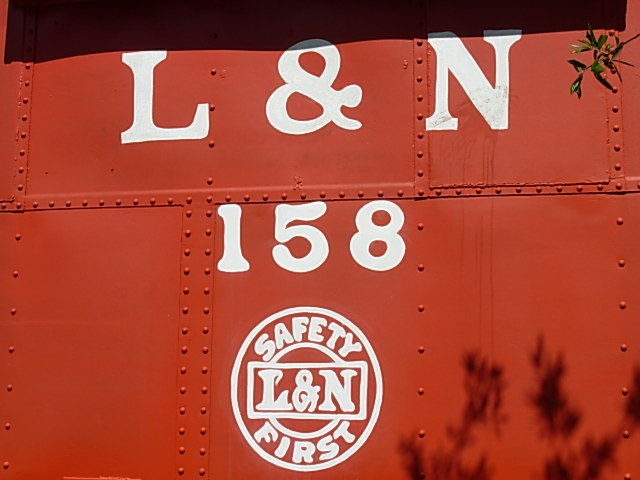 L & N
158
SAFETY
L&N
FIRST